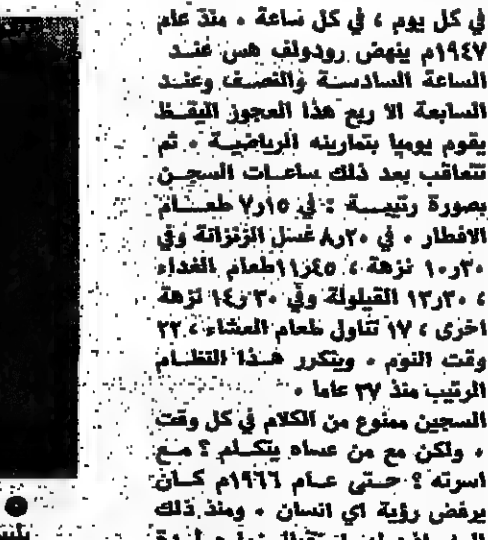 في كل يوم ، في كل ساعة . منذ عام
١٩٤٧م ينهض رودولف هس عند
الساعة السادسة والنصف وعند
السابعة الا ربع هذا العجوز اليقظ
يقوم يوميا بتمارينه الرياضية . ثم
تتعاقب بعد ذلك ساعات السجن
بصورة رتيبة : في ٧٫١٥ طعام
الافطار . في ٨٫٢٠ غسل الزنزانة وفي
١٠٫٣٠ نزهة ، ١١٫٤٥ طعام الغداء
، ١٣٫٣٠ القيلولة وفي ١٤٫٣٠ نزهة
اخرى ، ١٧ تناول طعام العشاء ، ٢٢
وقت النوم . ويتكرر هذا النظام
الرتيب منذ ٣٧ عاما .
السجين ممنوع من الكلام في كل وقت
. ولكن مع من عساه يتكلم ؟ مع
اسرته ؟ حتى عام ١٩٦٦م كان
يرفض رؤية اي انسان . ومنذ ذلك